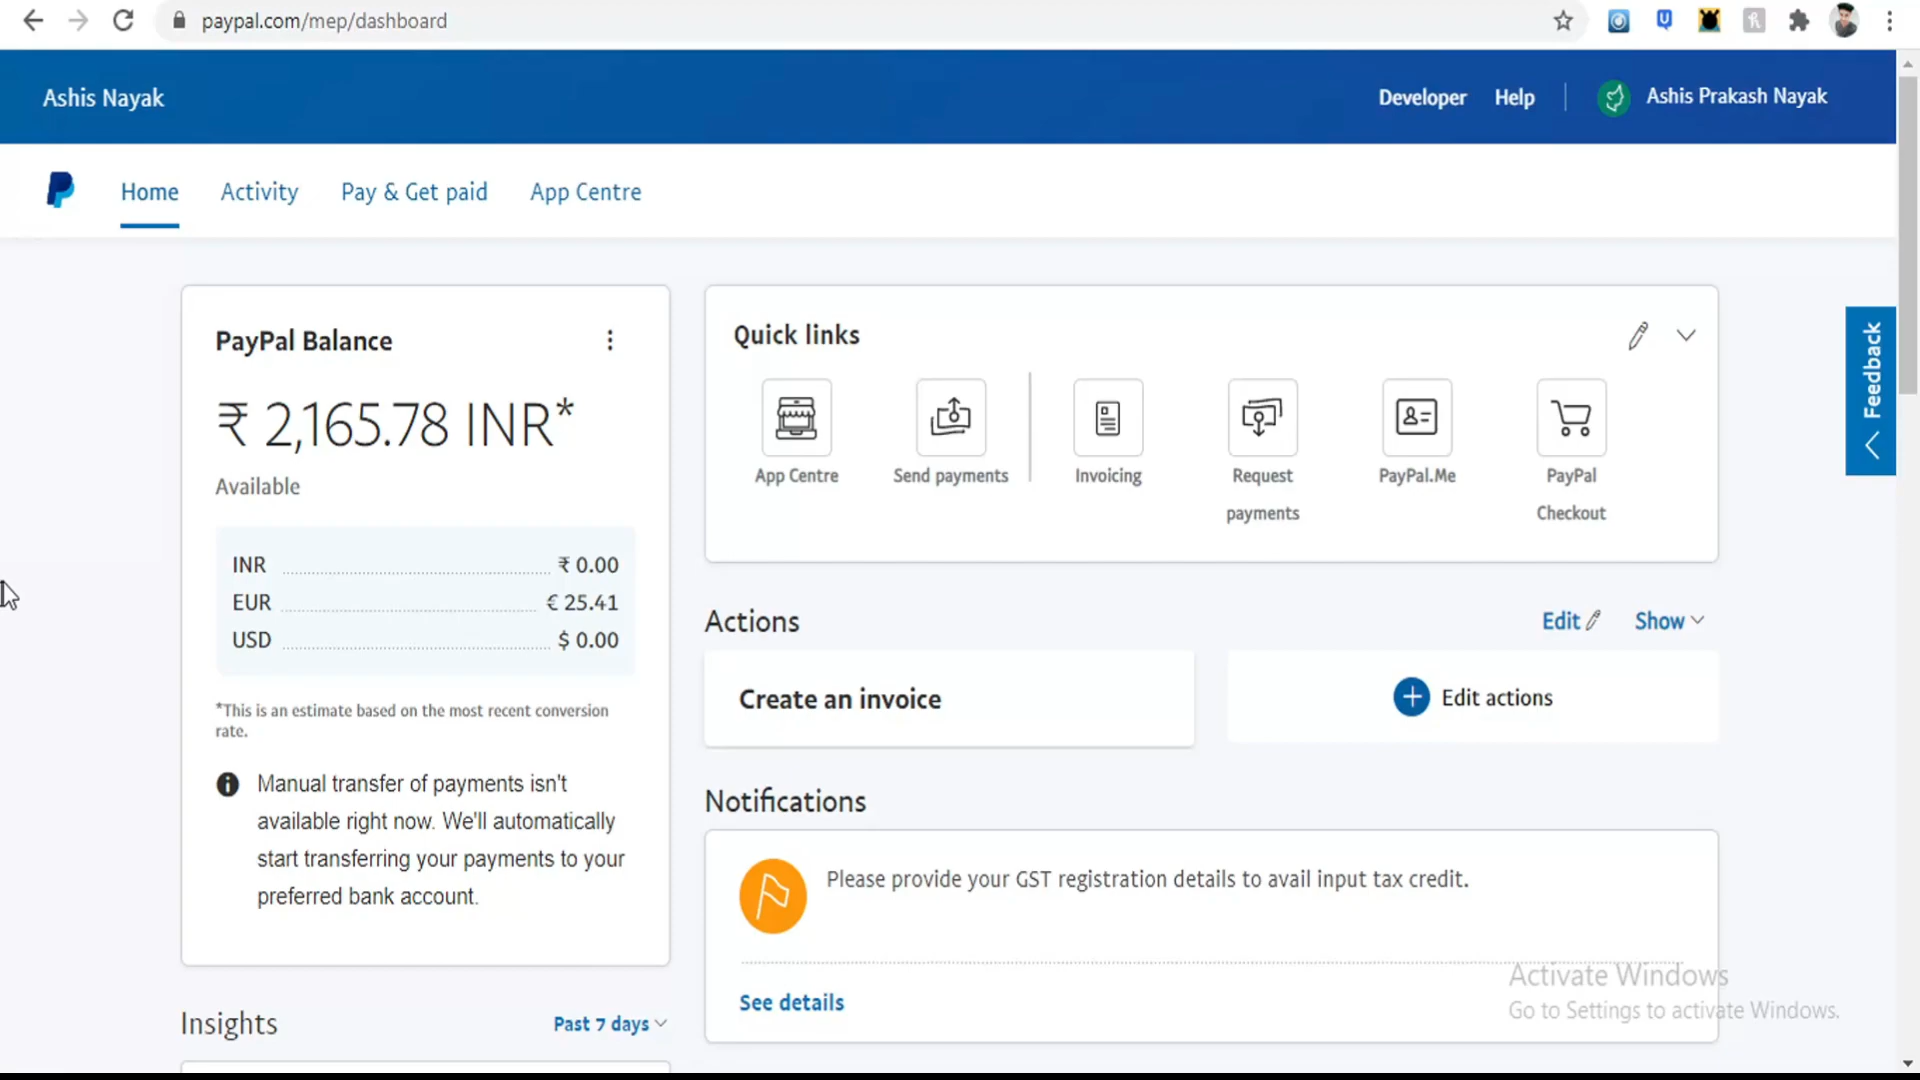 paypal.com/mep/dashboard
Ashis Nayak
Developer Help Ashis Prakash Nayak
Home Activity Pay & Get paid App Centre
PayPal Balance
₹ 2,165.78 INR*
Available
INR ₹ 0.00
EUR € 25.41
USD $ 0.00
*This is an estimate based on the most recent conversion
rate.
Manual transfer of payments isn't
available right now. We'll automatically
start transferring your payments to your
preferred bank account.
Insights Past 7 days
Quick links
App Centre
Send payments
Invoicing
Request
payments
PayPal.Me
PayPal
Checkout
Feedback
Actions Edit Show
Create an invoice
Edit actions
Notifications
Please provide your GST registration details to avail input tax credit.
See details
Activate Windows
Go to Settings to activate Windows.